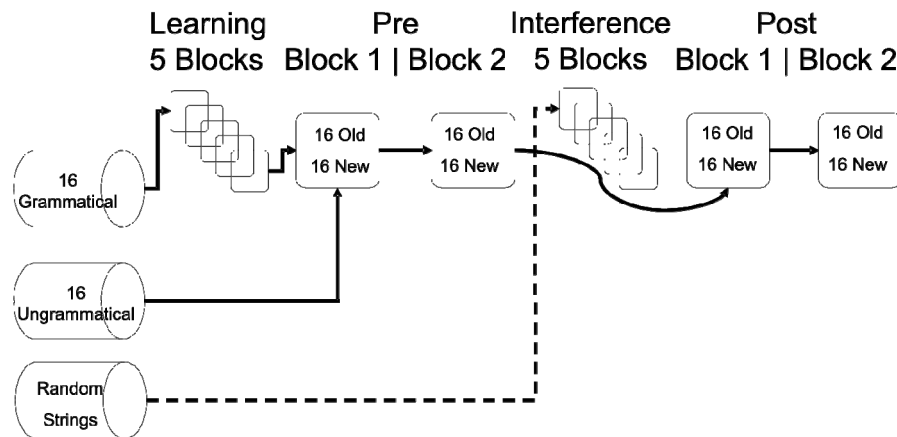 Learning
5 Blocks
Pre
Block 1 | Block 2
Interference
5 Blocks
Post
Block 1 | Block 2
16 Old
16 New
16 Old
16 New
16 Old
16 New
16 Old
16 New
16
Grammatical
16
Ungrammatical
Random
Strings